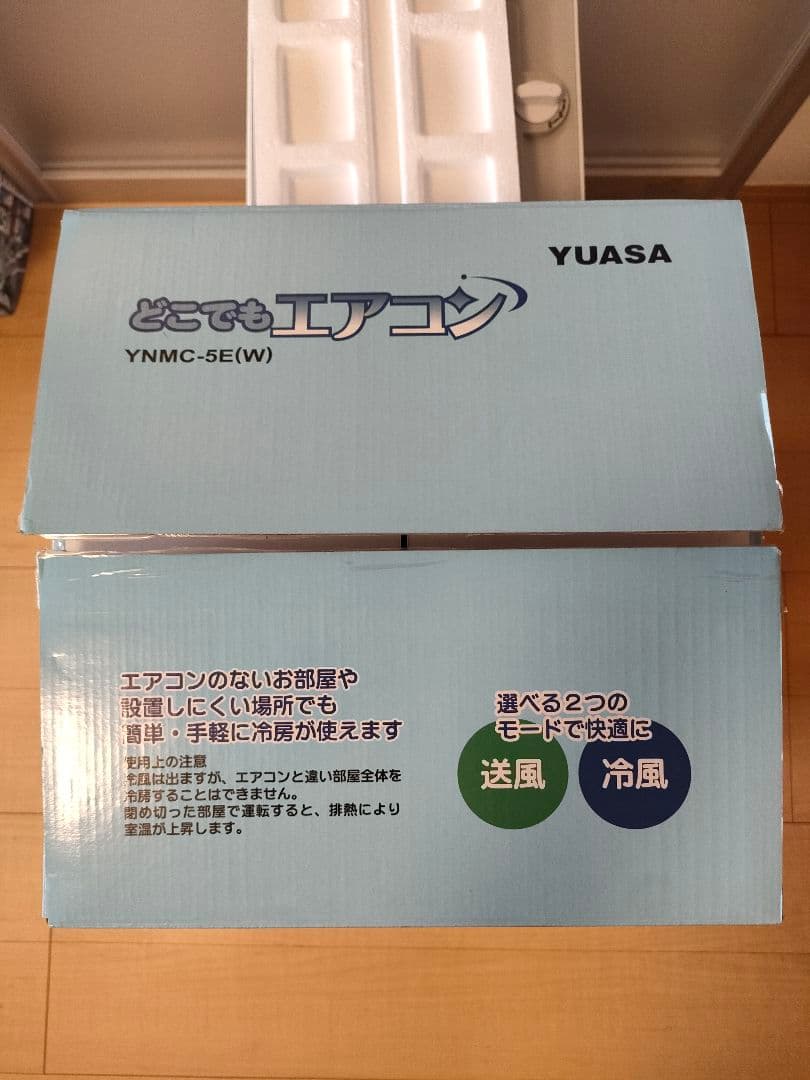 YUASA
どこでもエアコン
YNMC-5E(W)
エアコンのないお部屋や
設置しにくい場所でも
簡単・手軽に冷房が使えます
使用上の注意
冷風は出ますが、エアコンと違い部屋全体を
冷房することはできません。
閉め切った部屋で運転すると、排熱により
室温が上昇します。
選べる2つの
モードで快適に
送風
冷風